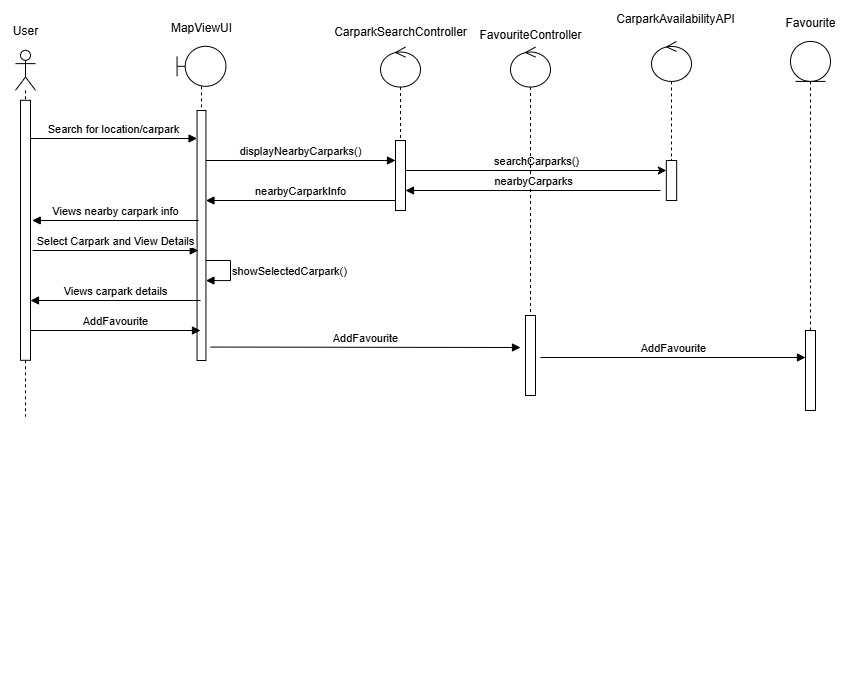 User
MapViewUI
CarparkSearchController
FavouriteController
CarparkAvailabilityAPI
Favourite
Search for location/carpark
displayNearbyCarparks()
searchCarparks()
nearbyCarparks
nearbyCarparkInfo
Views nearby carpark info
Select Carpark and View Details
showSelectedCarpark()
Views carpark details
AddFavourite
AddFavourite
AddFavourite